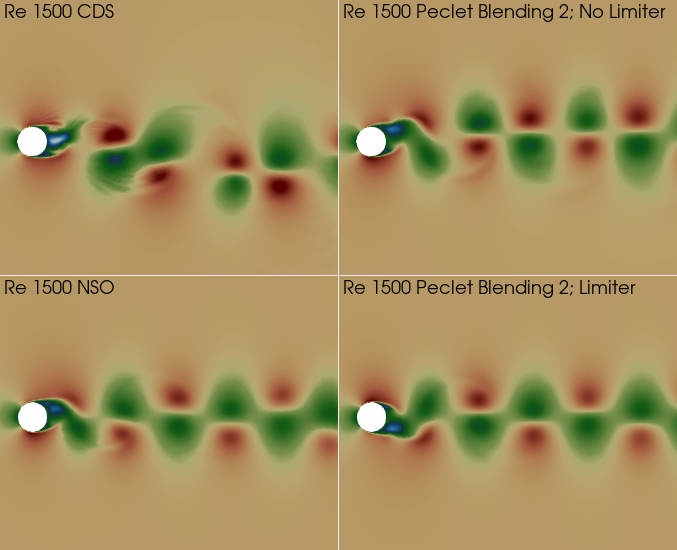 Re 1500 CDS
Re 1500 Peclet Blending 2; No Limiter
Re 1500 NSO
Re 1500 Peclet Blending 2; Limiter